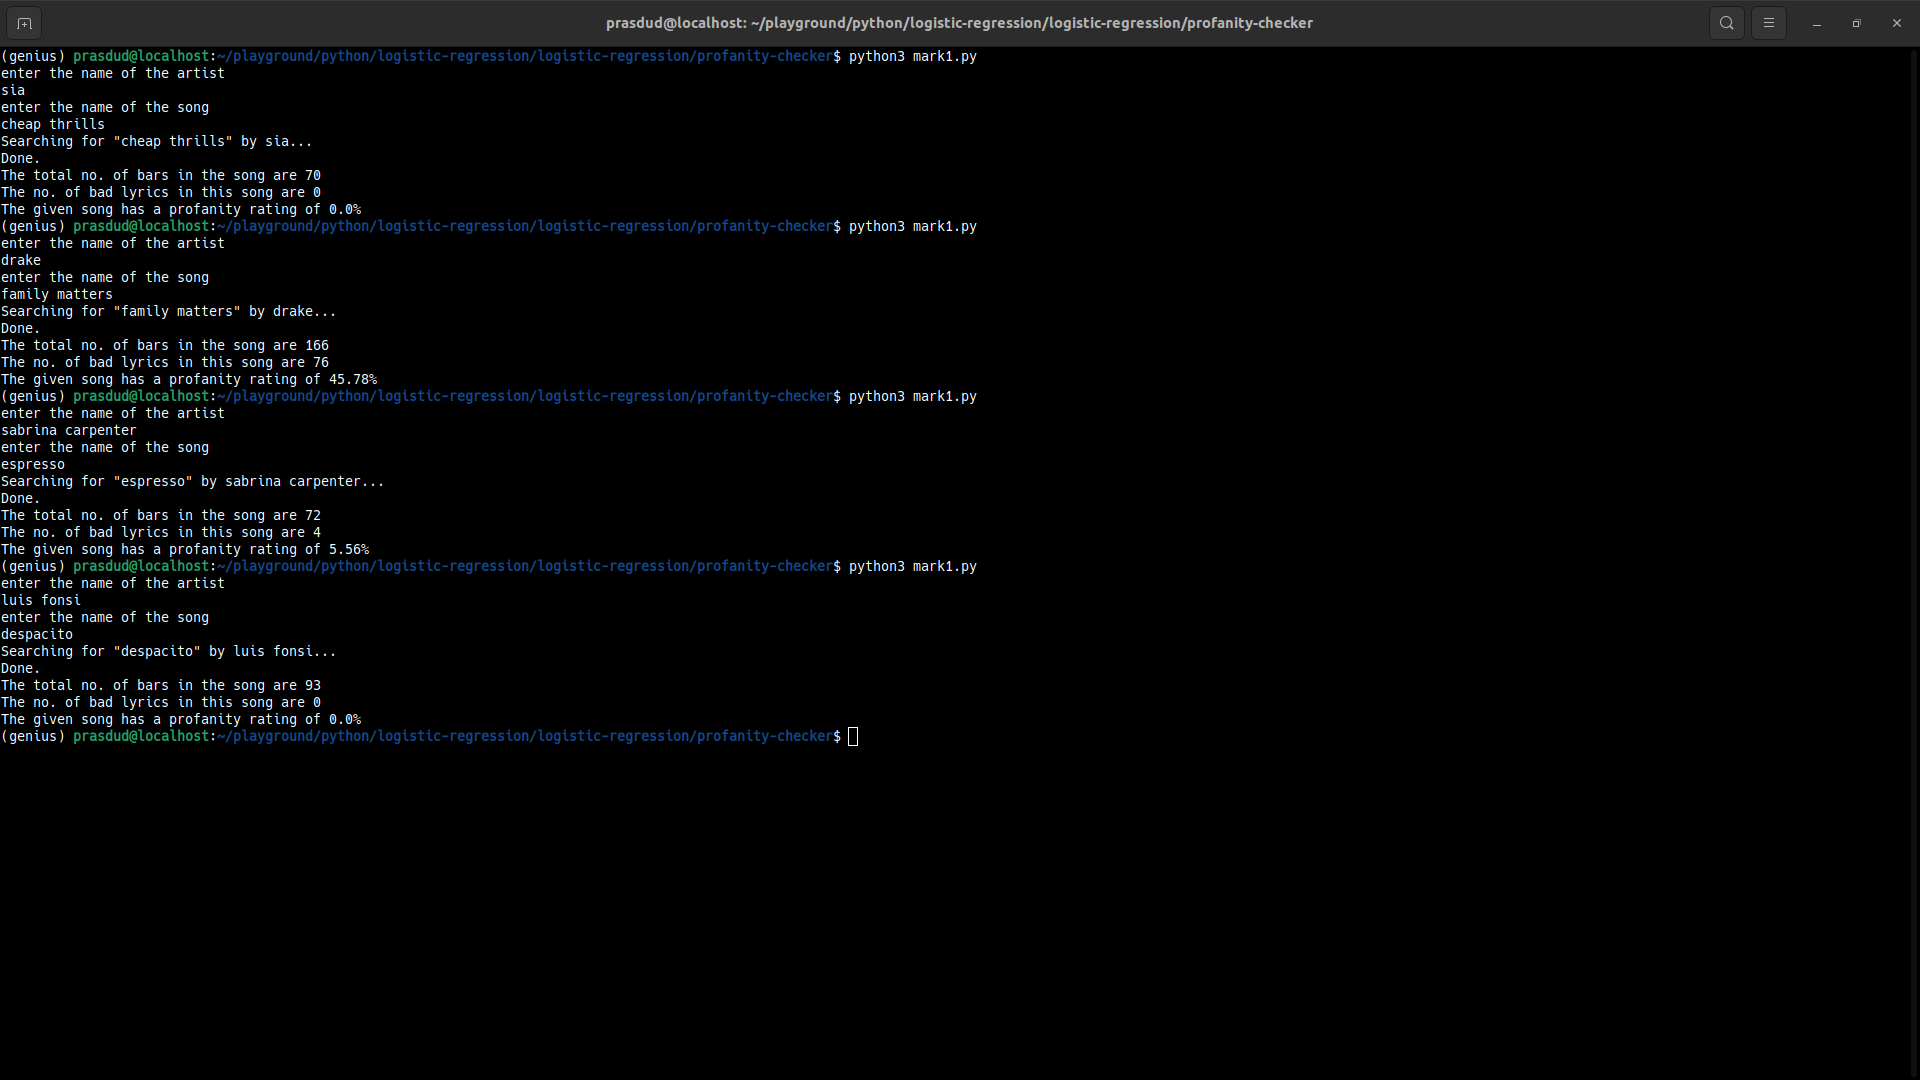 prasdud@localhost: ~/playground/python/logistic-regression/logistic-regression/profanity-checker
(genius) prasdud@localhost:~/playground/python/logistic-regression/logistic-regression/profanity-checker$ python3 mark1.py
enter the name of the artist
sia
enter the name of the song
cheap thrills
Searching for "cheap thrills" by sia...
Done.
The total no. of bars in the song are 70
The no. of bad lyrics in this song are 0
The given song has a profanity rating of 0.0%
(genius) prasdud@localhost:~/playground/python/logistic-regression/logistic-regression/profanity-checker$ python3 mark1.py
enter the name of the artist
drake
enter the name of the song
family matters
Searching for "family matters" by drake...
Done.
The total no. of bars in the song are 166
The no. of bad lyrics in this song are 76
The given song has a profanity rating of 45.78%
(genius) prasdud@localhost:~/playground/python/logistic-regression/logistic-regression/profanity-checker$ python3 mark1.py
enter the name of the artist
sabrina carpenter
enter the name of the song
espresso
Searching for "espresso" by sabrina carpenter...
Done.
The total no. of bars in the song are 72
The no. of bad lyrics in this song are 4
The given song has a profanity rating of 5.56%
(genius) prasdud@localhost:~/playground/python/logistic-regression/logistic-regression/profanity-checker$ python3 mark1.py
enter the name of the artist
luis fonsi
enter the name of the song
despacito
Searching for "despacito" by luis fonsi...
Done.
The total no. of bars in the song are 93
The no. of bad lyrics in this song are 0
The given song has a profanity rating of 0.0%
(genius) prasdud@localhost:~/playground/python/logistic-regression/logistic-regression/profanity-checker$